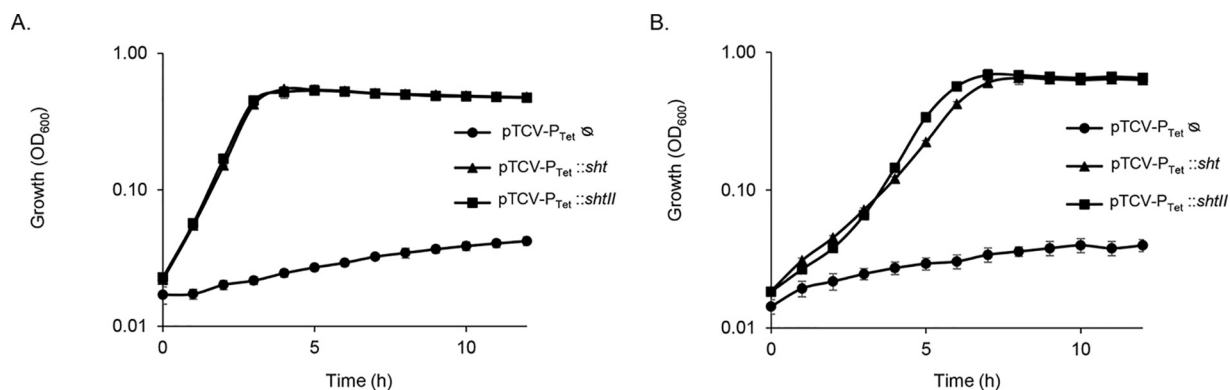 A.
1.00
0.10
0.01
Growth (OD600)
0
5
10
Time (h)
pTCV-PTet ⦰
pTCV-PTet ::sht
pTCV-PTet ::shtII
B.
1.00
0.10
0.01
Growth (OD600)
0
5
10
Time (h)
pTCV-PTet ⦰
pTCV-PTet ::sht
pTCV-PTet ::shtII